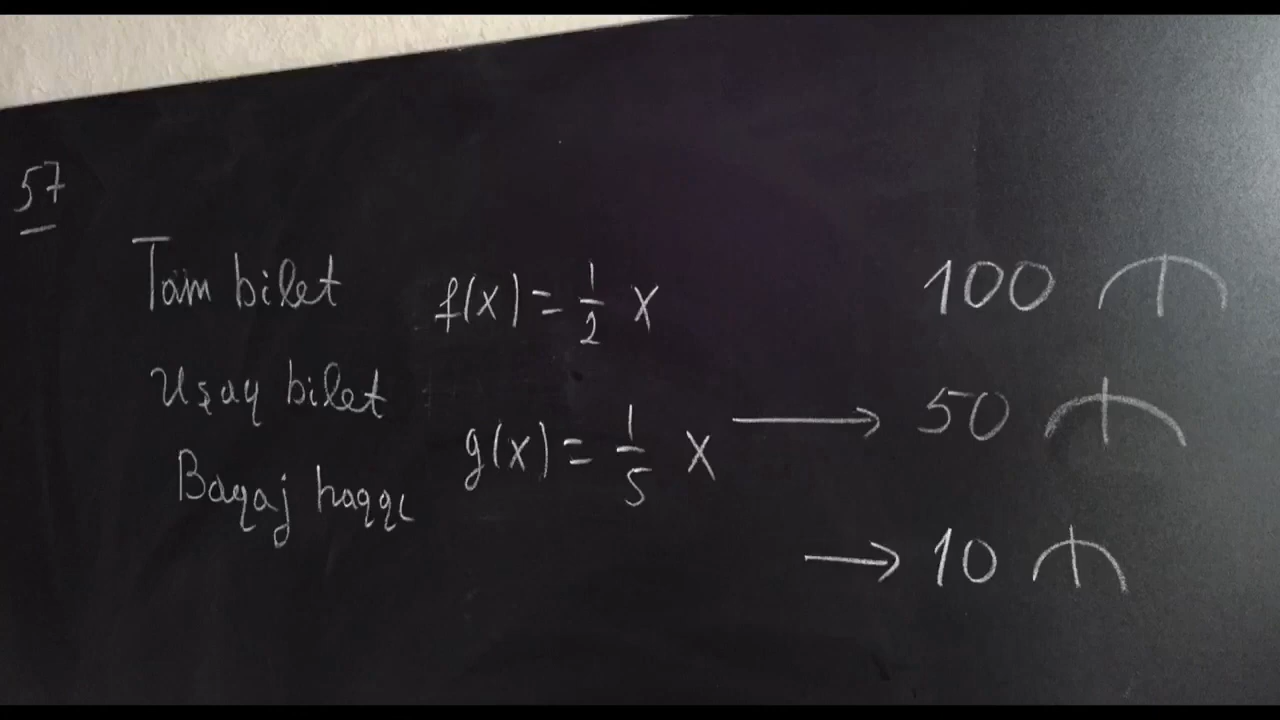 57
Tam bilet f(x) = 1/2 x 100 ₼
Uşaq bilet
g(x) = 1/5 x → 50 ₼
Baqaj haqqı
→ 10 ₼